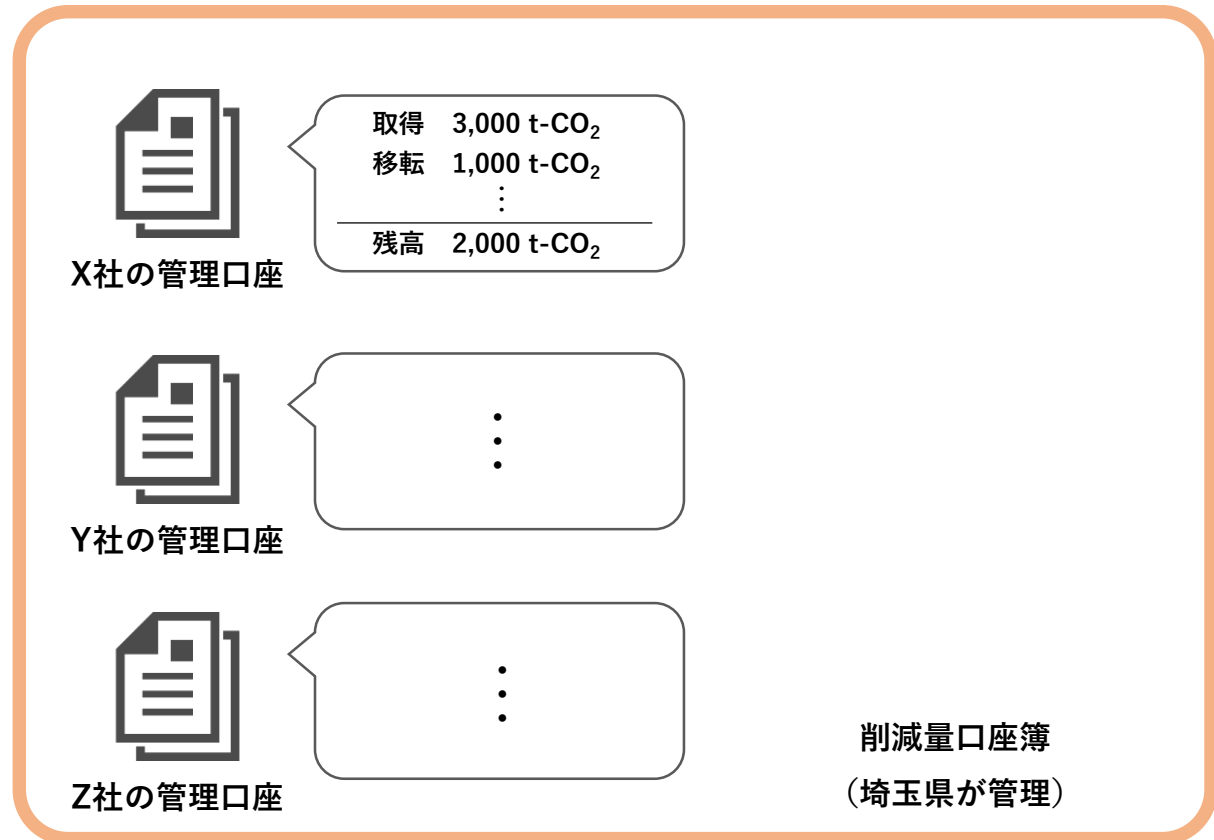 取得 3,000 t-CO₂
移転 1,000 t-CO₂
⋮
残高 2,000 t-CO₂
X社の管理口座
⋮
Y社の管理口座
⋮
Z社の管理口座
削減量口座簿
（埼玉県が管理）